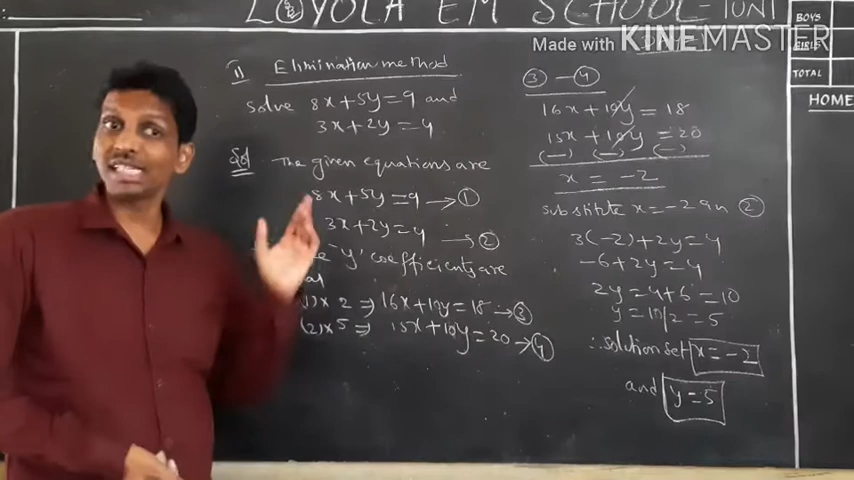 LOYOLA EM SCHOOL-10NI
Made with KINEMASTER
1) Elimination method
Solve 8x+5y=9 and
3x+2y=4
Sol The given equations are
8x+5y=9 →①
3x+2y=4 →②
"y" coefficients are
(1)×2 ⇒ 16x+10y=18 →③
(2)×5 ⇒ 15x+10y=20 →④
③ - ④
16x+10y=18
15x+10y=20
(-) (-) (-)
x = -2
substitute x=-2 in ②
3(-2)+2y=4
-6+2y=4
2y=4+6=10
y=10/2=5
∴ solution set x=-2
and y=5
BOYS
GIRLS
TOTAL
HOME